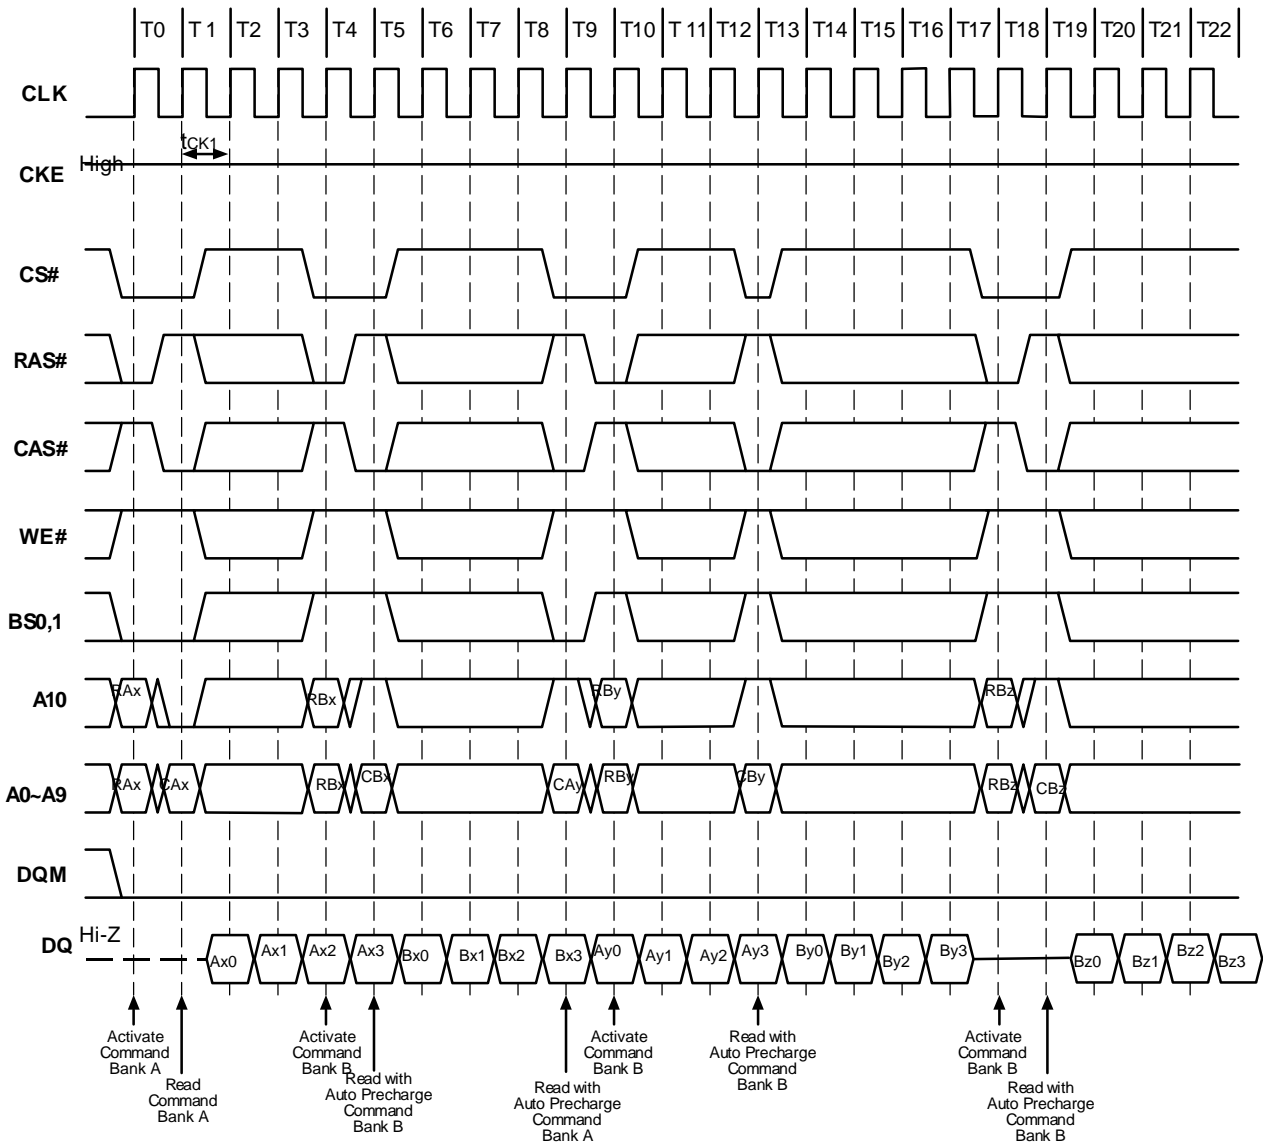 T0 T 1 T2 T3 T4 T5 T6 T7 T8 T9 T10 T 11 T12 T13 T14 T15 T16 T17 T18 T19 T20 T21 T22
CLK
tCK1
CKE High
CS#
RAS#
CAS#
WE#
BS0,1
A10 RAx RBx RBy RBz
A0~A9 RAx CAx RBx CBx CAy RBy CBy RBz CBz
DQM
DQ Hi-Z Ax0 Ax1 Ax2 Ax3 Bx0 Bx1 Bx2 Bx3 Ay0 Ay1 Ay2 Ay3 By0 By1 By2 By3 Bz0 Bz1 Bz2 Bz3
Activate
Command
Bank A
Read
Command
Bank A
Activate
Command
Bank B
Read with
Auto Precharge
Command
Bank B
Read with
Auto Precharge
Command
Bank A
Activate
Command
Bank B
Read with
Auto Precharge
Command
Bank B
Activate
Command
Bank B
Read with
Auto Precharge
Command
Bank B